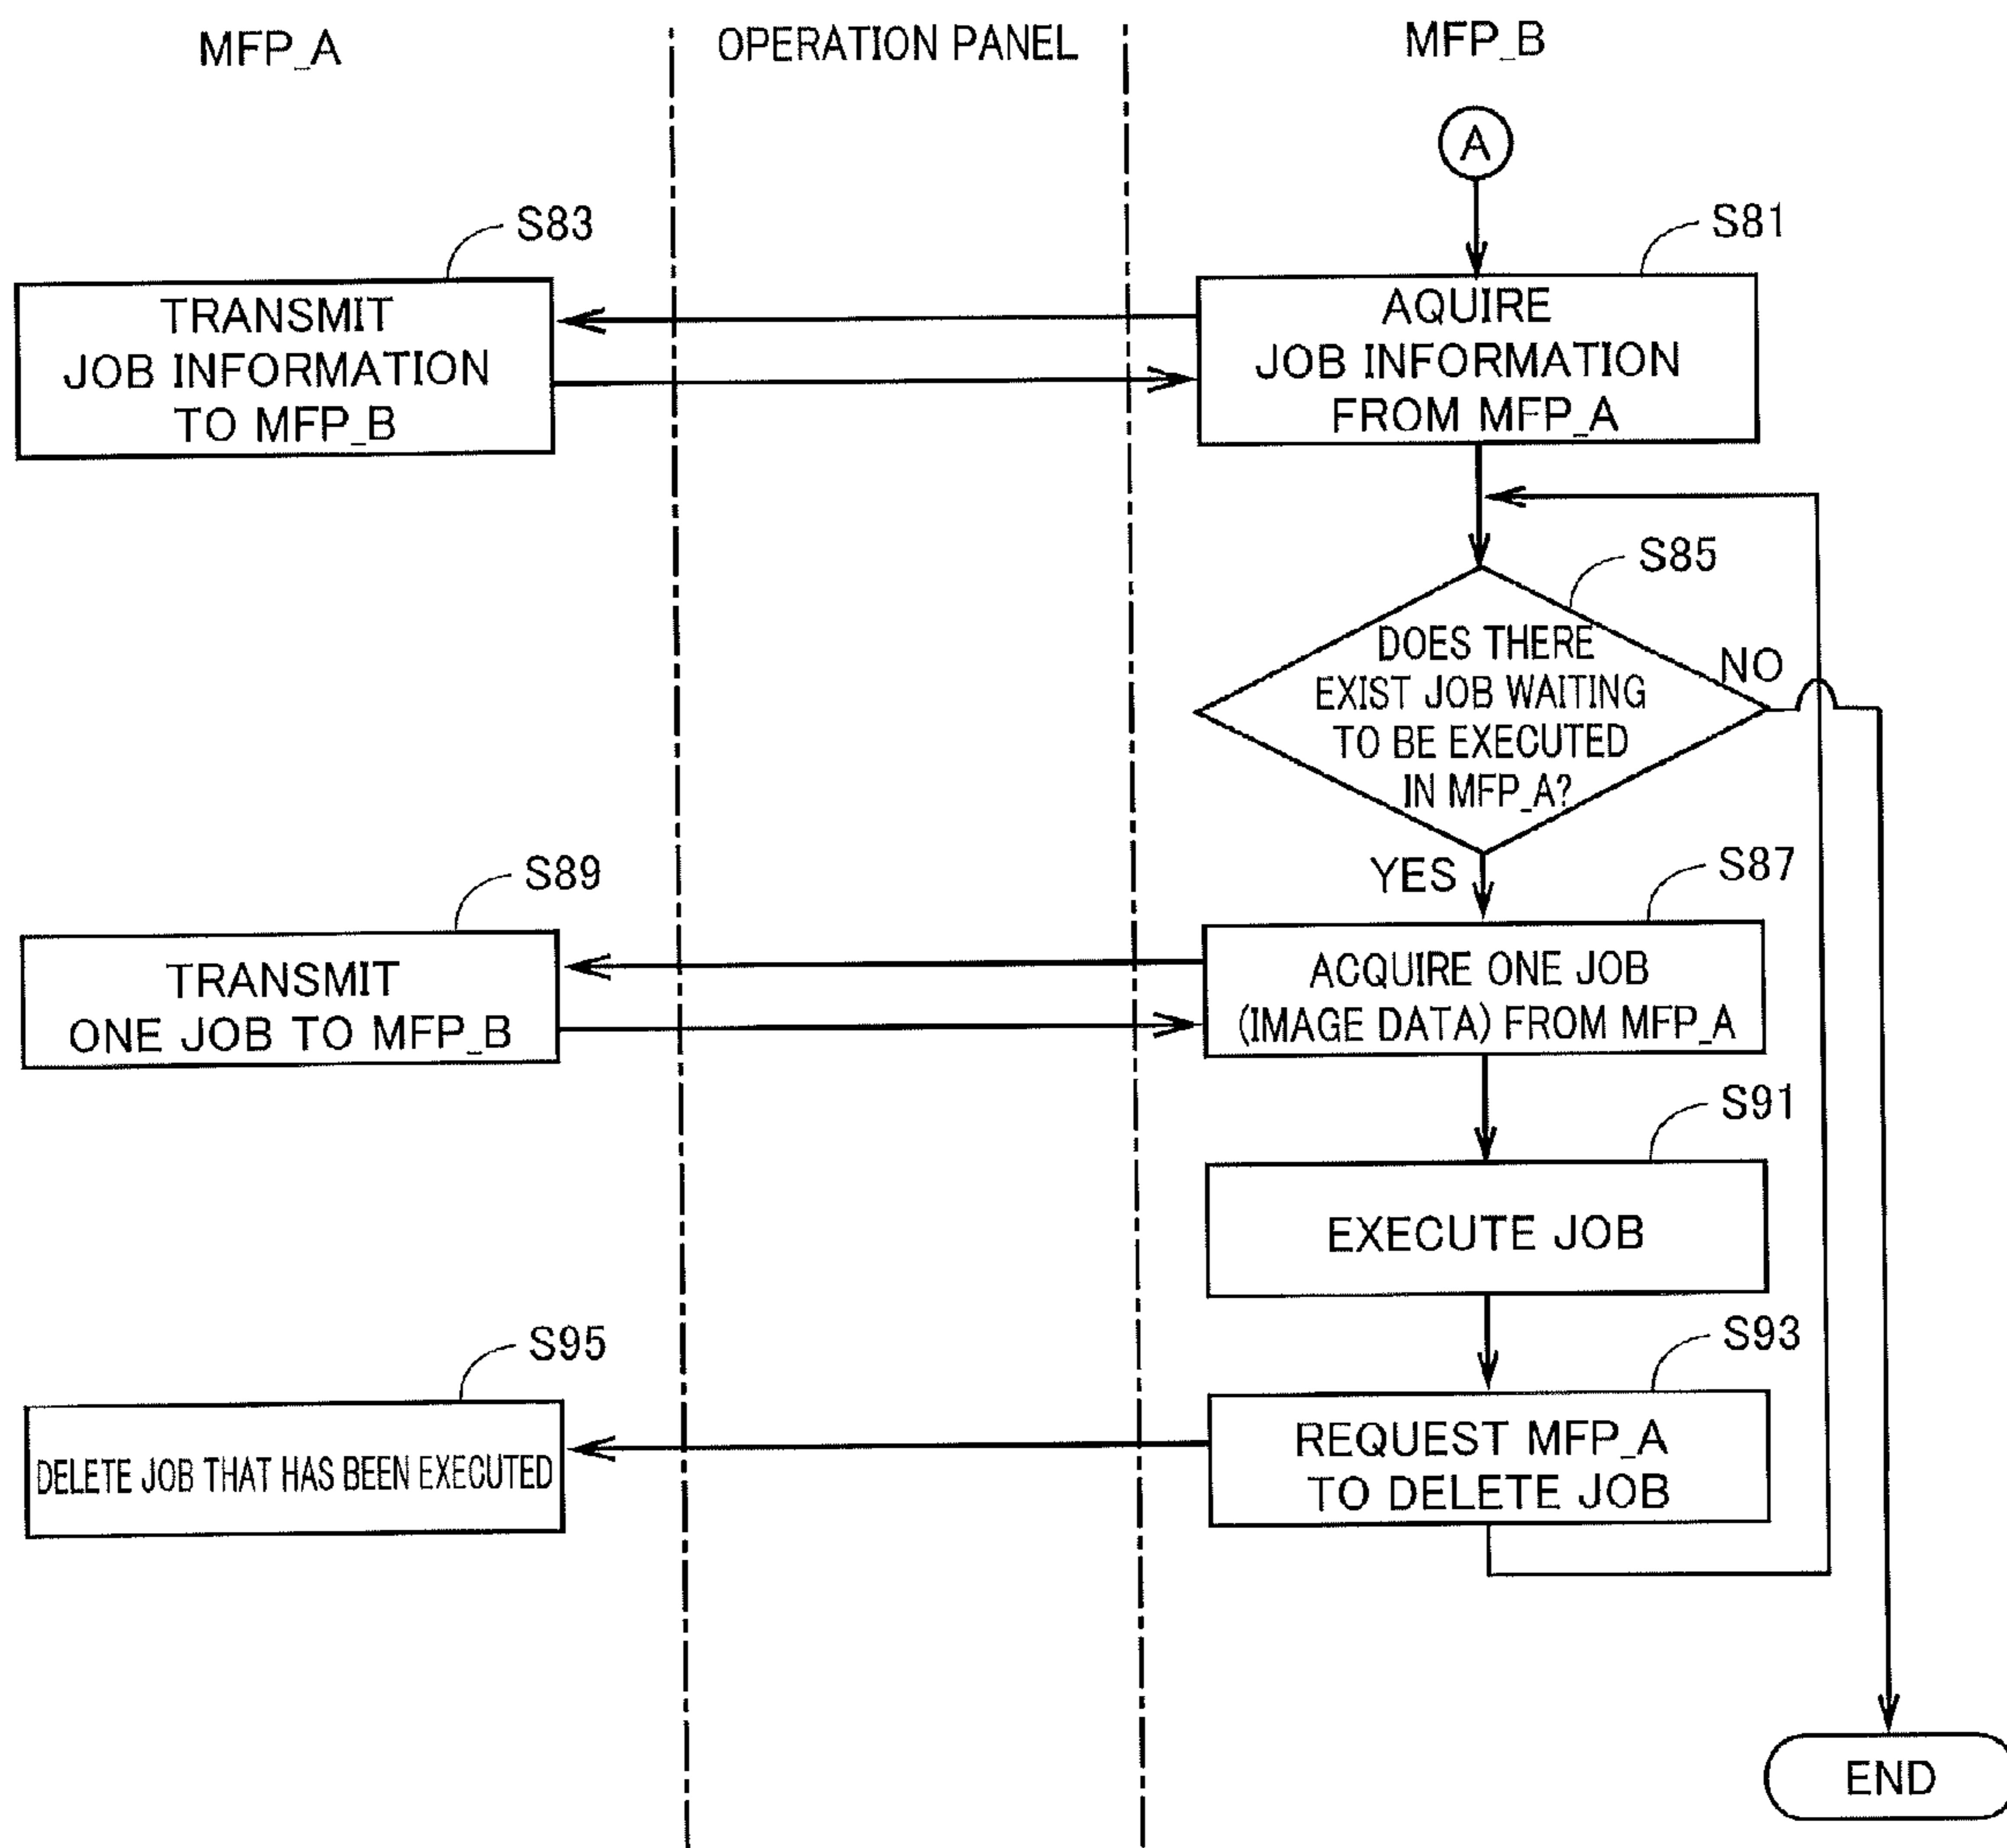 MFP_A
OPERATION PANEL
MFP_B
A
S83
S81
TRANSMIT
JOB INFORMATION
TO MFP_B
AQUIRE
JOB INFORMATION
FROM MFP_A
S85
DOES THERE
EXIST JOB WAITING
TO BE EXECUTED
IN MFP_A?
NO
YES
S89
S87
TRANSMIT
ONE JOB TO MFP_B
ACQUIRE ONE JOB
(IMAGE DATA) FROM MFP_A
S91
EXECUTE JOB
S95
S93
DELETE JOB THAT HAS BEEN EXECUTED
REQUEST MFP_A
TO DELETE JOB
END